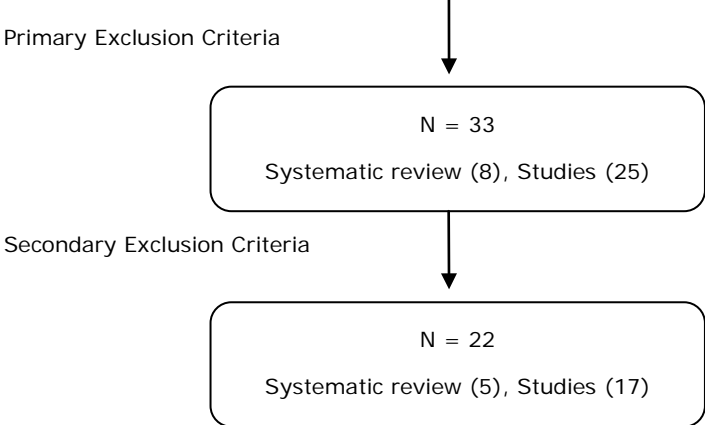 Primary Exclusion Criteria
N = 33
Systematic review (8), Studies (25)
Secondary Exclusion Criteria
N = 22
Systematic review (5), Studies (17)